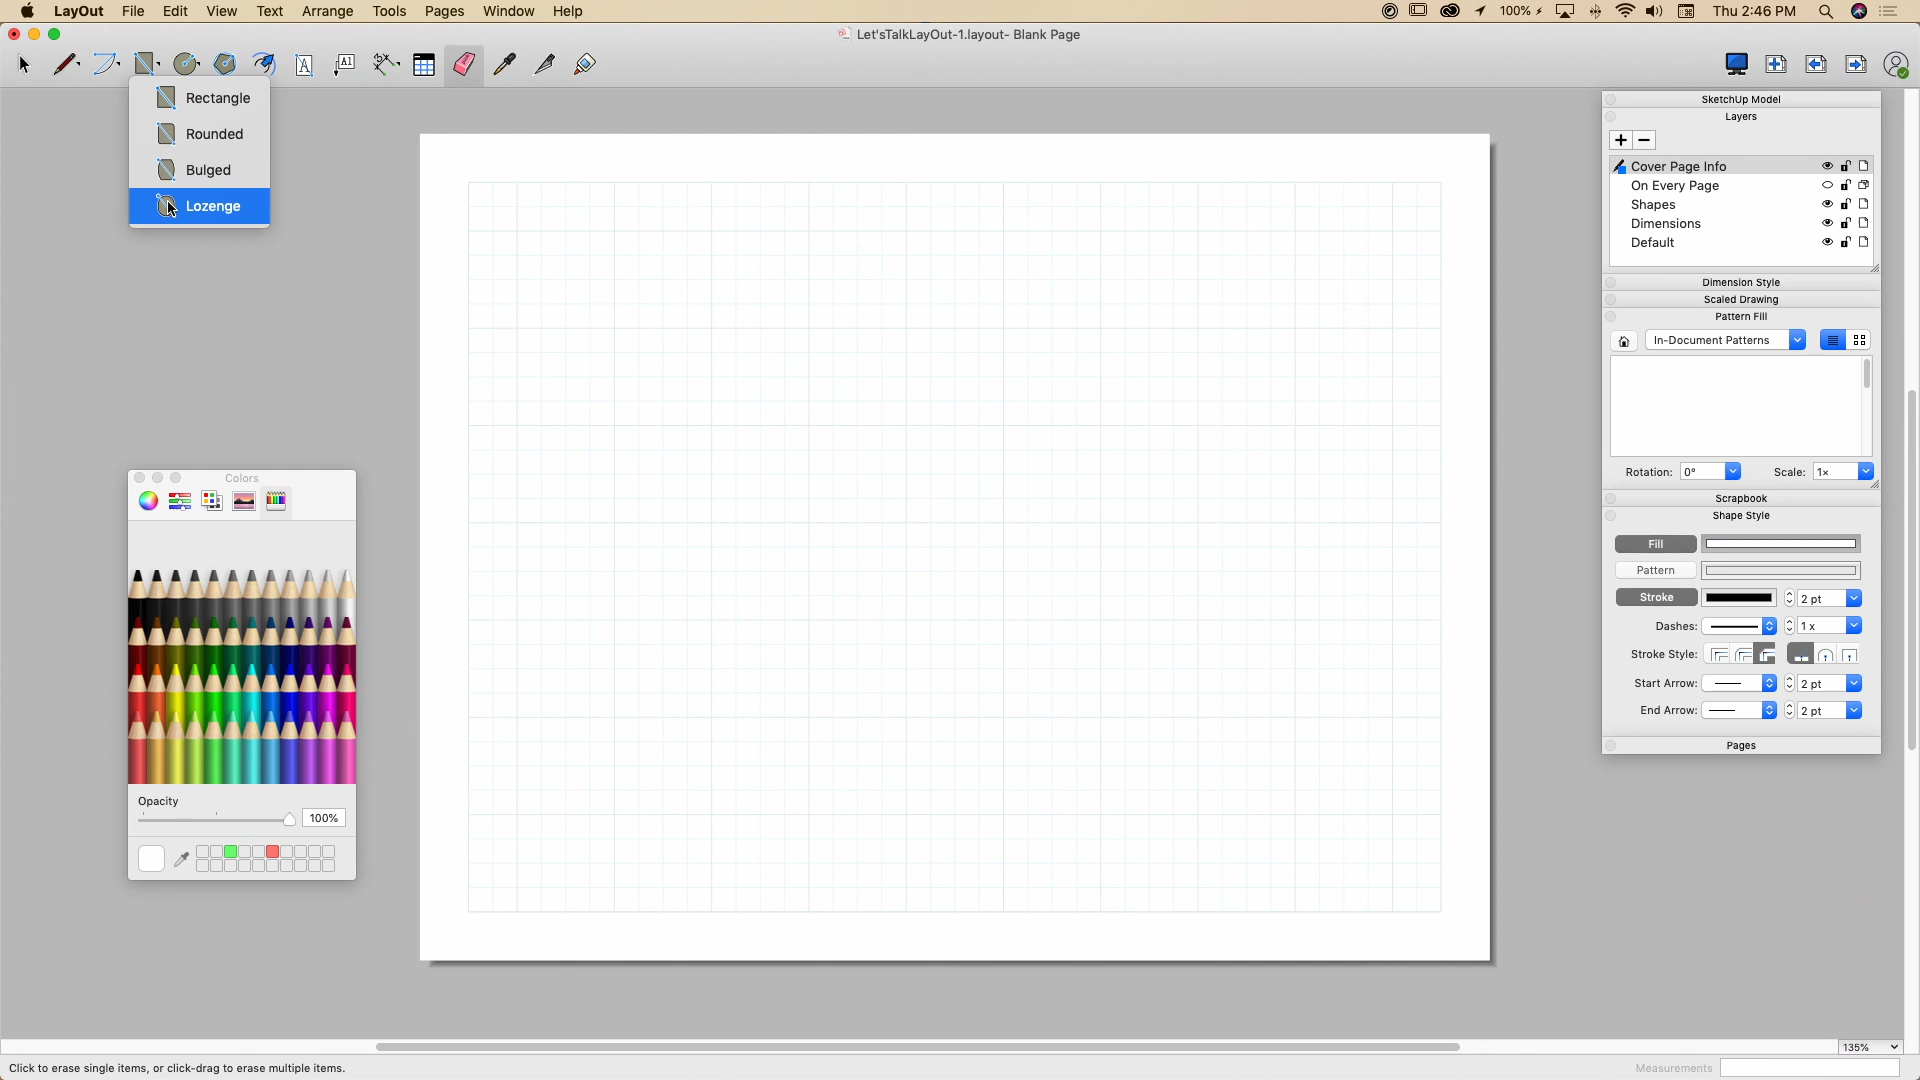 LayOut File Edit View Text Arrange Tools Pages Window Help
100% Thu 2:46 PM
Let'sTalkLayOut-1.layout- Blank Page
A A1
Rectangle
Rounded
Bulged
Lozenge
SketchUp Model
Layers
Cover Page Info
On Every Page
Shapes
Dimensions
Default
Dimension Style
Scaled Drawing
Pattern Fill
In-Document Patterns
Rotation: 0° Scale: 1x
Scrapbook
Shape Style
Fill
Pattern
Stroke 2 pt
Dashes: 1 x
Stroke Style:
Start Arrow: 2 pt
End Arrow: 2 pt
Pages
Colors
Opacity
100%
135%
Click to erase single items, or click-drag to erase multiple items.
Measurements